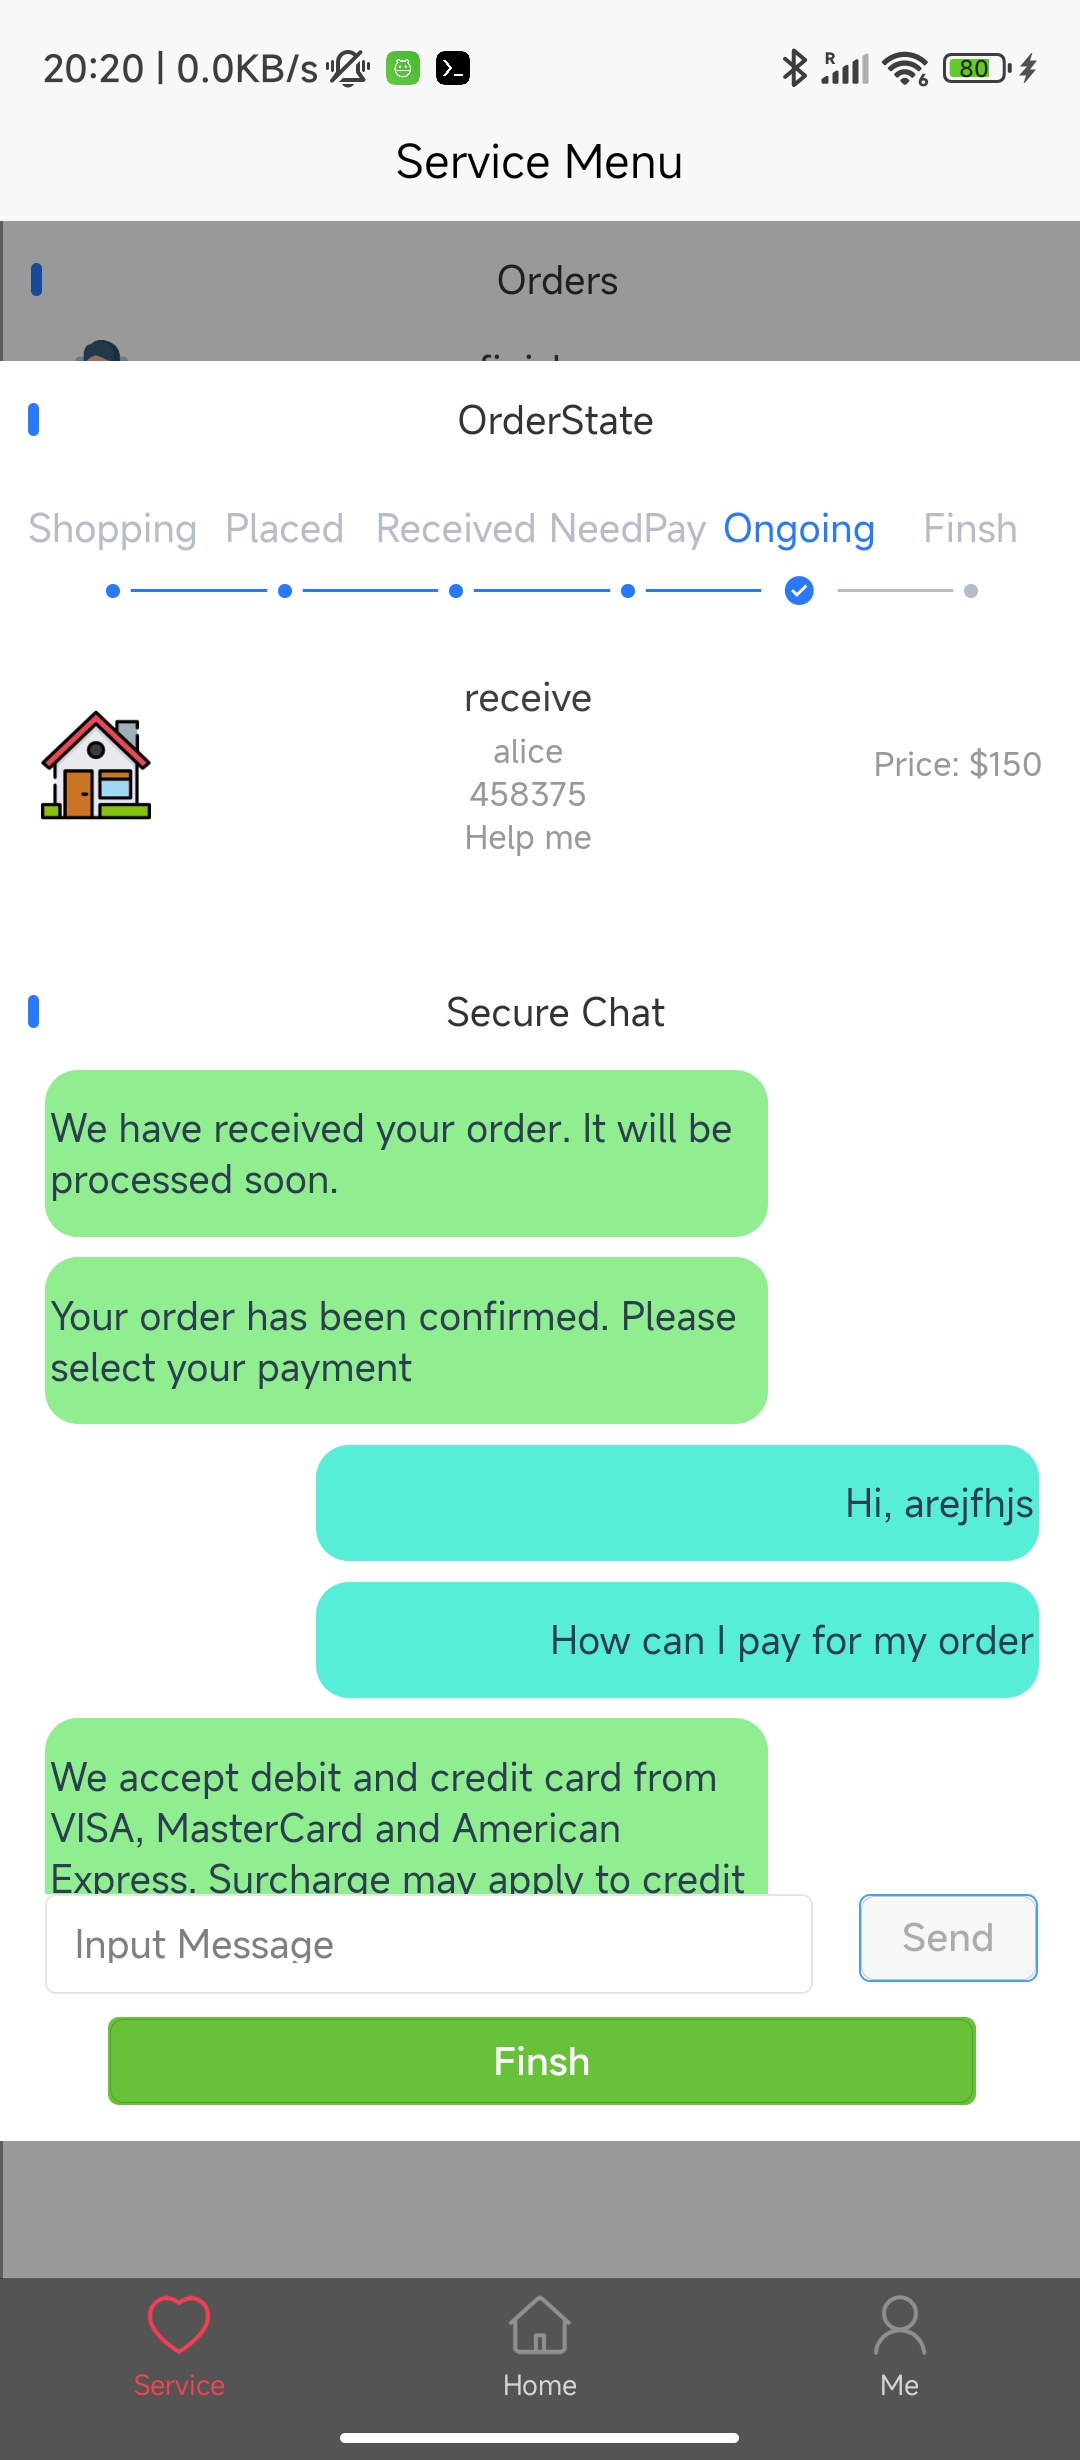 20:20 | 0.0KB/s
R
6
80
Service Menu
Orders
OrderState
Shopping Placed Received NeedPay Ongoing Finsh
receive
alice
458375
Help me
Price: $150
Secure Chat
We have received your order. It will be
processed soon.
Your order has been confirmed. Please
select your payment
Hi, arejfhjs
How can I pay for my order
We accept debit and credit card from
VISA, MasterCard and American
Express. Surcharge may apply to credit
Input Message
Send
Finsh
Service
Home
Me